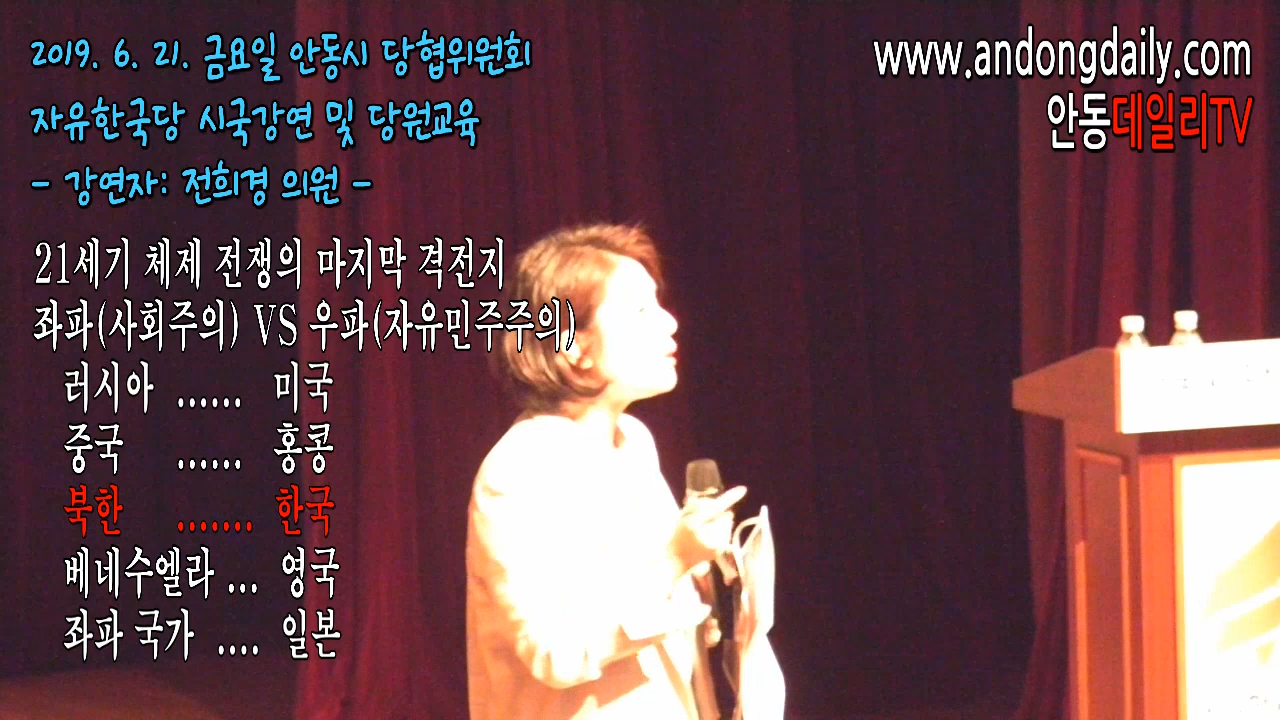 2019. 6. 21. 금요일 안동시 당협위원회
자유한국당 시국강연 및 당원교육
- 강연자: 전희경 의원 -
www.andongdaily.com
안동데일리TV
21세기 체제 전쟁의 마지막 격전지
좌파(사회주의) VS 우파(자유민주주의)
러시아 ...... 미국
중국 ...... 홍콩
북한 ....... 한국
베네수엘라 ... 영국
좌파 국가 .... 일본